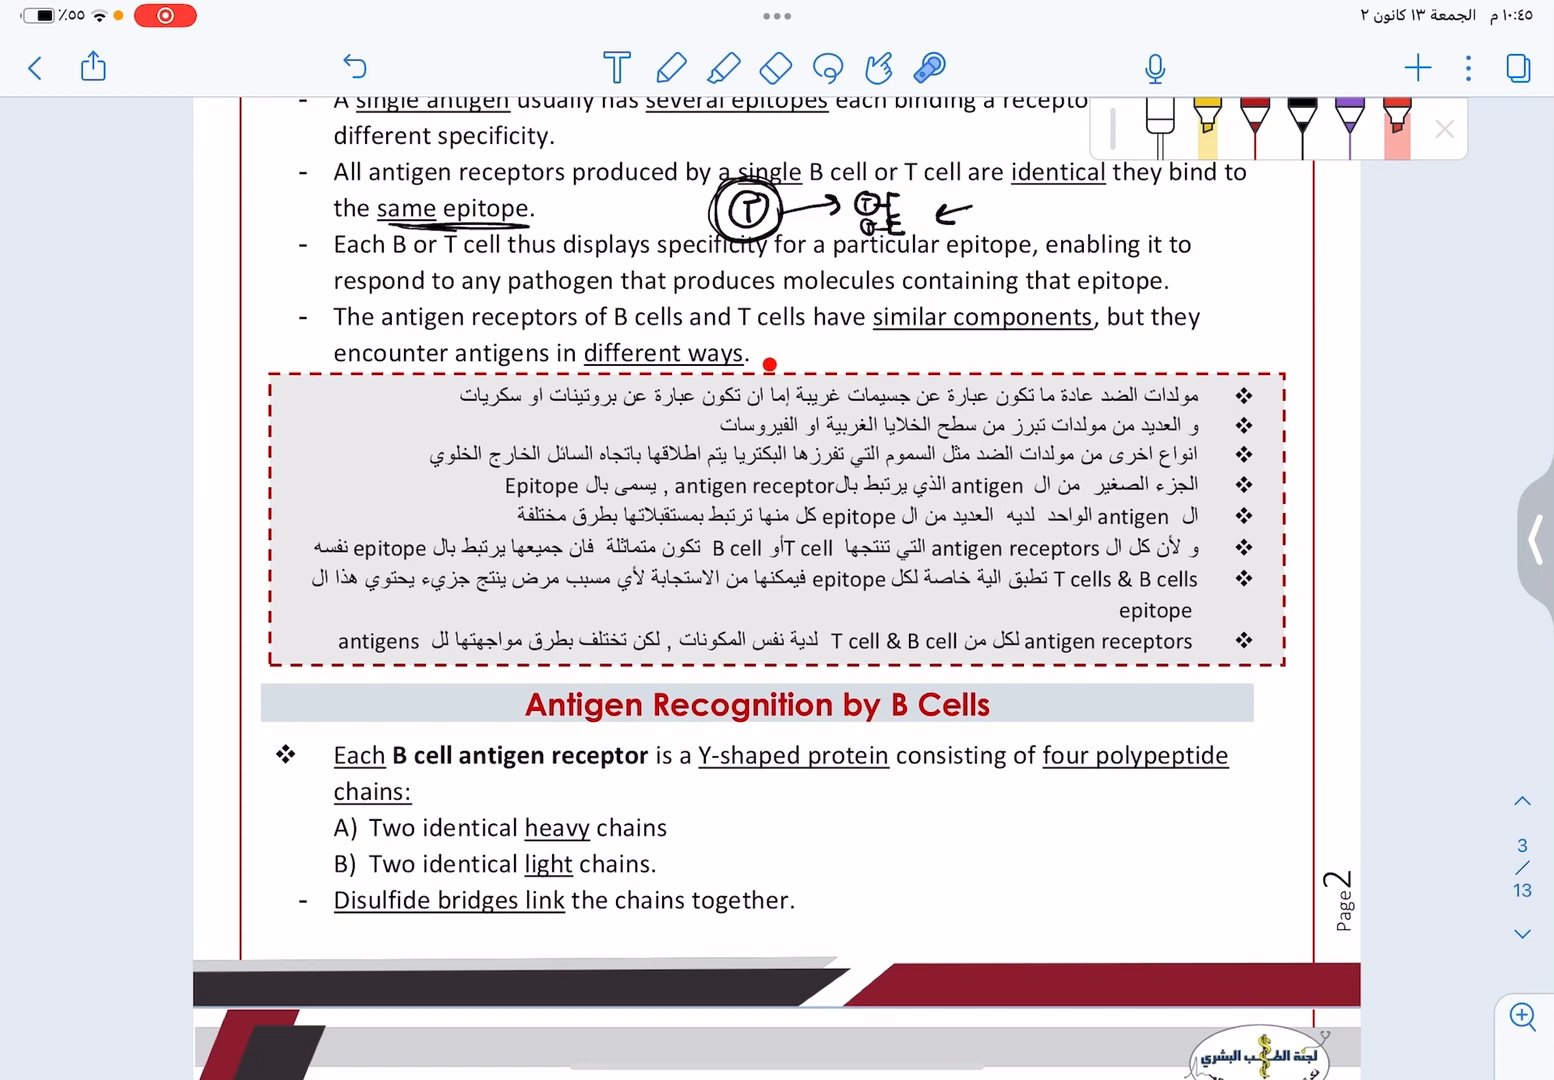 ٪٥٥
١٠:٤٥ م الجمعة ١٣ كانون ٢
- A single antigen usually has several epitopes each binding a recepto
different specificity.
- All antigen receptors produced by a single B cell or T cell are identical they bind to
the same epitope.
T T T
- Each B or T cell thus displays specificity for a particular epitope, enabling it to
respond to any pathogen that produces molecules containing that epitope.
- The antigen receptors of B cells and T cells have similar components, but they
encounter antigens in different ways.
❖ مولدات الضد عادة ما تكون عبارة عن جسيمات غريبة إما ان تكون عبارة عن بروتينات او سكريات
❖ و العديد من مولدات تبرز من سطح الخلايا الغريبة او الفيروسات
❖ انواع اخرى من مولدات الضد مثل السموم التي تفرزها البكتريا يتم اطلاقها باتجاه السائل الخارج الخلوي
❖ الجزء الصغير من ال antigen الذي يرتبط بالantigen receptor , يسمى بال Epitope
❖ ال antigen الواحد لديه العديد من ال epitope كل منها ترتبط بمستقبلاتها بطرق مختلفة
❖ و لأن كل ال antigen receptors التي تنتجها T cell أو B cell تكون متماثلة فان جميعها يرتبط بال epitope نفسه
❖ T cells & B cells تطبق الية خاصة لكل epitope فيمكنها من الاستجابة لأي مسبب مرض ينتج جزيء يحتوي هذا ال
epitope
❖ antigen receptors لكل من T cell & B cell لدية نفس المكونات , لكن تختلف بطرق مواجهتها لل antigens
Antigen Recognition by B Cells
❖ Each B cell antigen receptor is a Y-shaped protein consisting of four polypeptide
chains:
A) Two identical heavy chains
B) Two identical light chains.
- Disulfide bridges link the chains together.
Page 2
3
13
لجنة الطب البشري